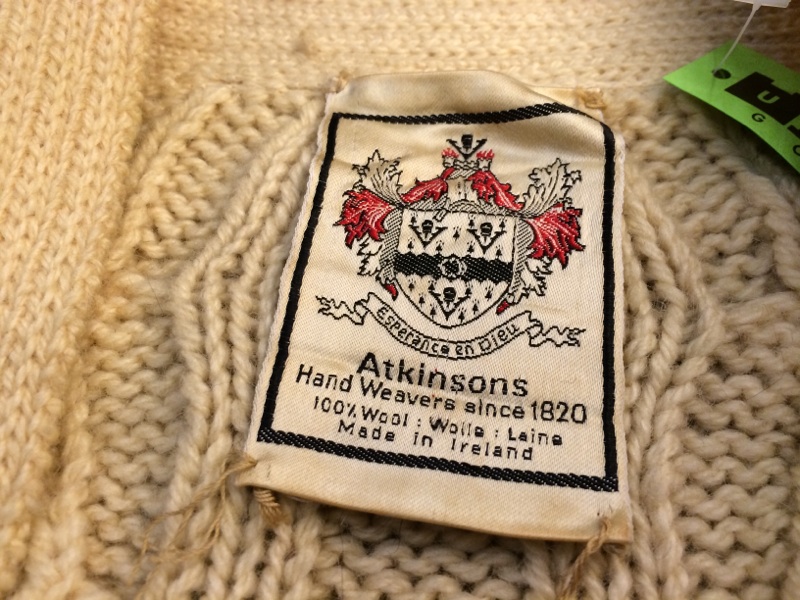 Esperance en Dieu
Atkinsons
Hand Weavers since 1820
100% Wool : Wolle : Laine
Made in Ireland